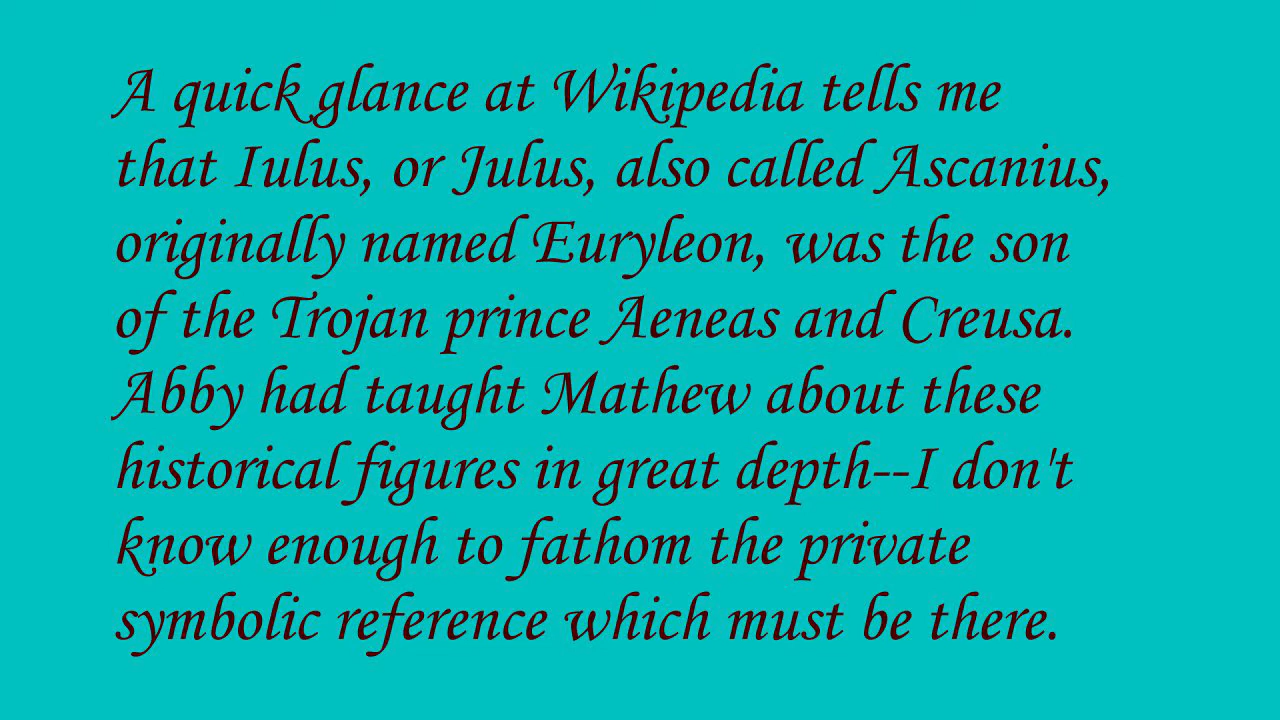 A quick glance at Wikipedia tells me
that Iulus, or Julus, also called Ascanius,
originally named Euryleon, was the son
of the Trojan prince Aeneas and Creusa.
Abby had taught Mathew about these
historical figures in great depth--I don't
know enough to fathom the private
symbolic reference which must be there.